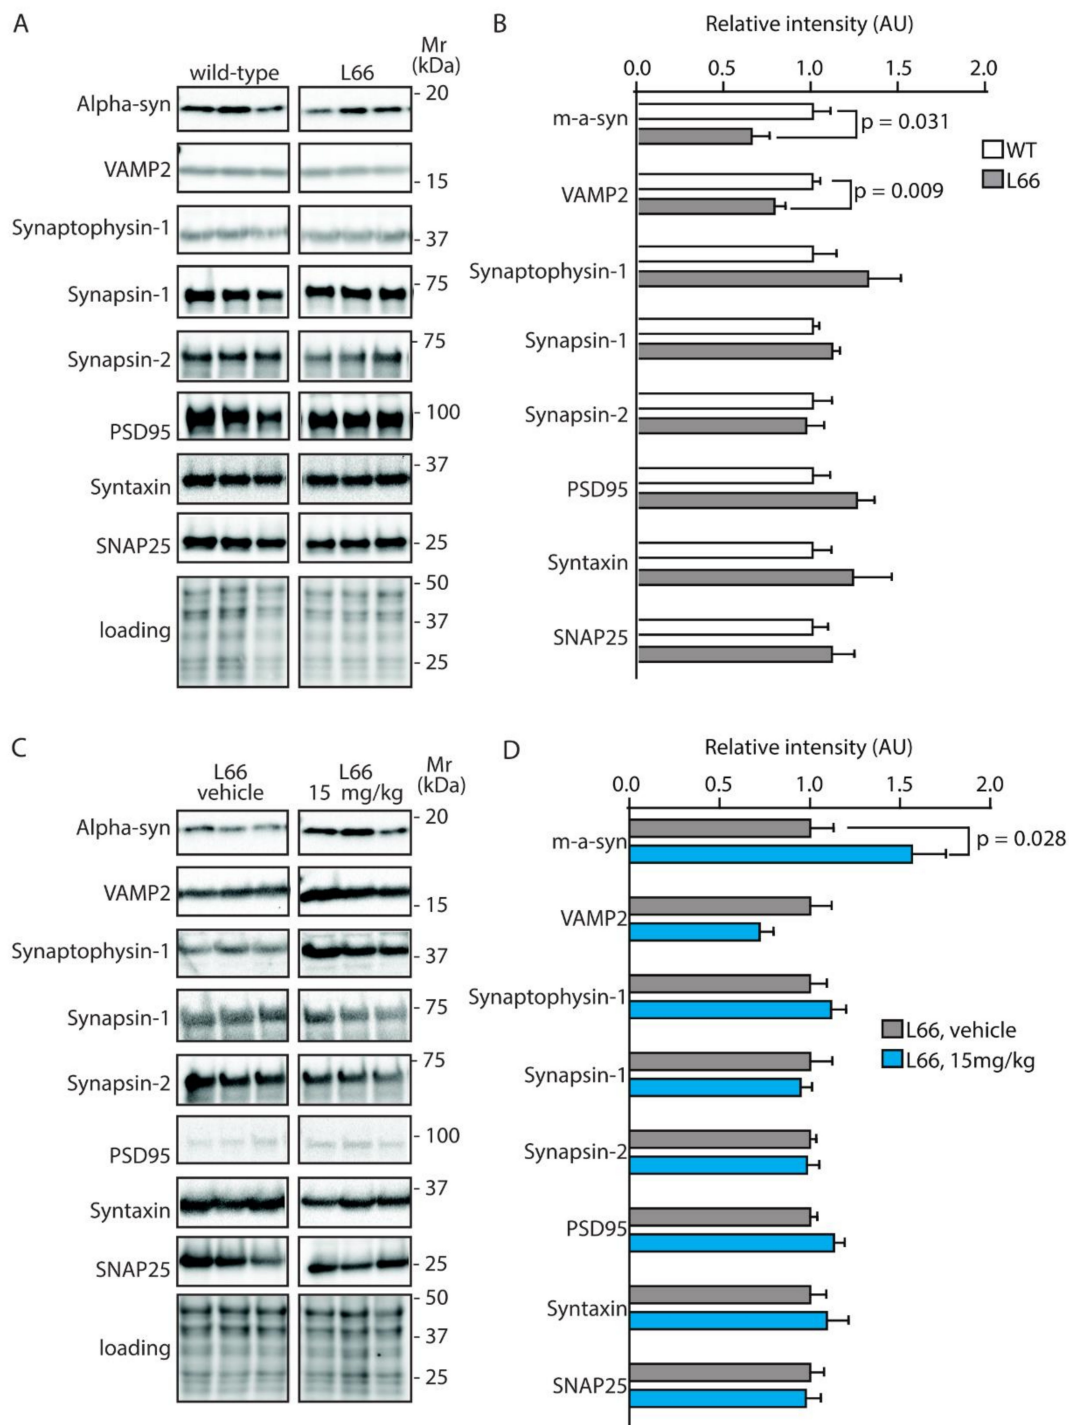 A
Mr
(kDa)
wild-type
L66
Alpha-syn
- 20
VAMP2
- 15
Synaptophysin-1
- 37
Synapsin-1
- 75
Synapsin-2
- 75
PSD95
- 100
Syntaxin
- 37
SNAP25
- 25
loading
- 50
- 37
- 25
B
Relative intensity (AU)
0.0 0.5 1.0 1.5 2.0
m-a-syn
p = 0.031
VAMP2
p = 0.009
WT
L66
Synaptophysin-1
Synapsin-1
Synapsin-2
PSD95
Syntaxin
SNAP25
C
L66
vehicle
L66
15 mg/kg
Mr
(kDa)
Alpha-syn
- 20
VAMP2
- 15
Synaptophysin-1
- 37
Synapsin-1
- 75
Synapsin-2
- 75
PSD95
- 100
Syntaxin
- 37
SNAP25
- 25
loading
- 50
- 37
- 25
D
Relative intensity (AU)
0.0 0.5 1.0 1.5 2.0
m-a-syn
p = 0.028
VAMP2
Synaptophysin-1
L66, vehicle
L66, 15mg/kg
Synapsin-1
Synapsin-2
PSD95
Syntaxin
SNAP25